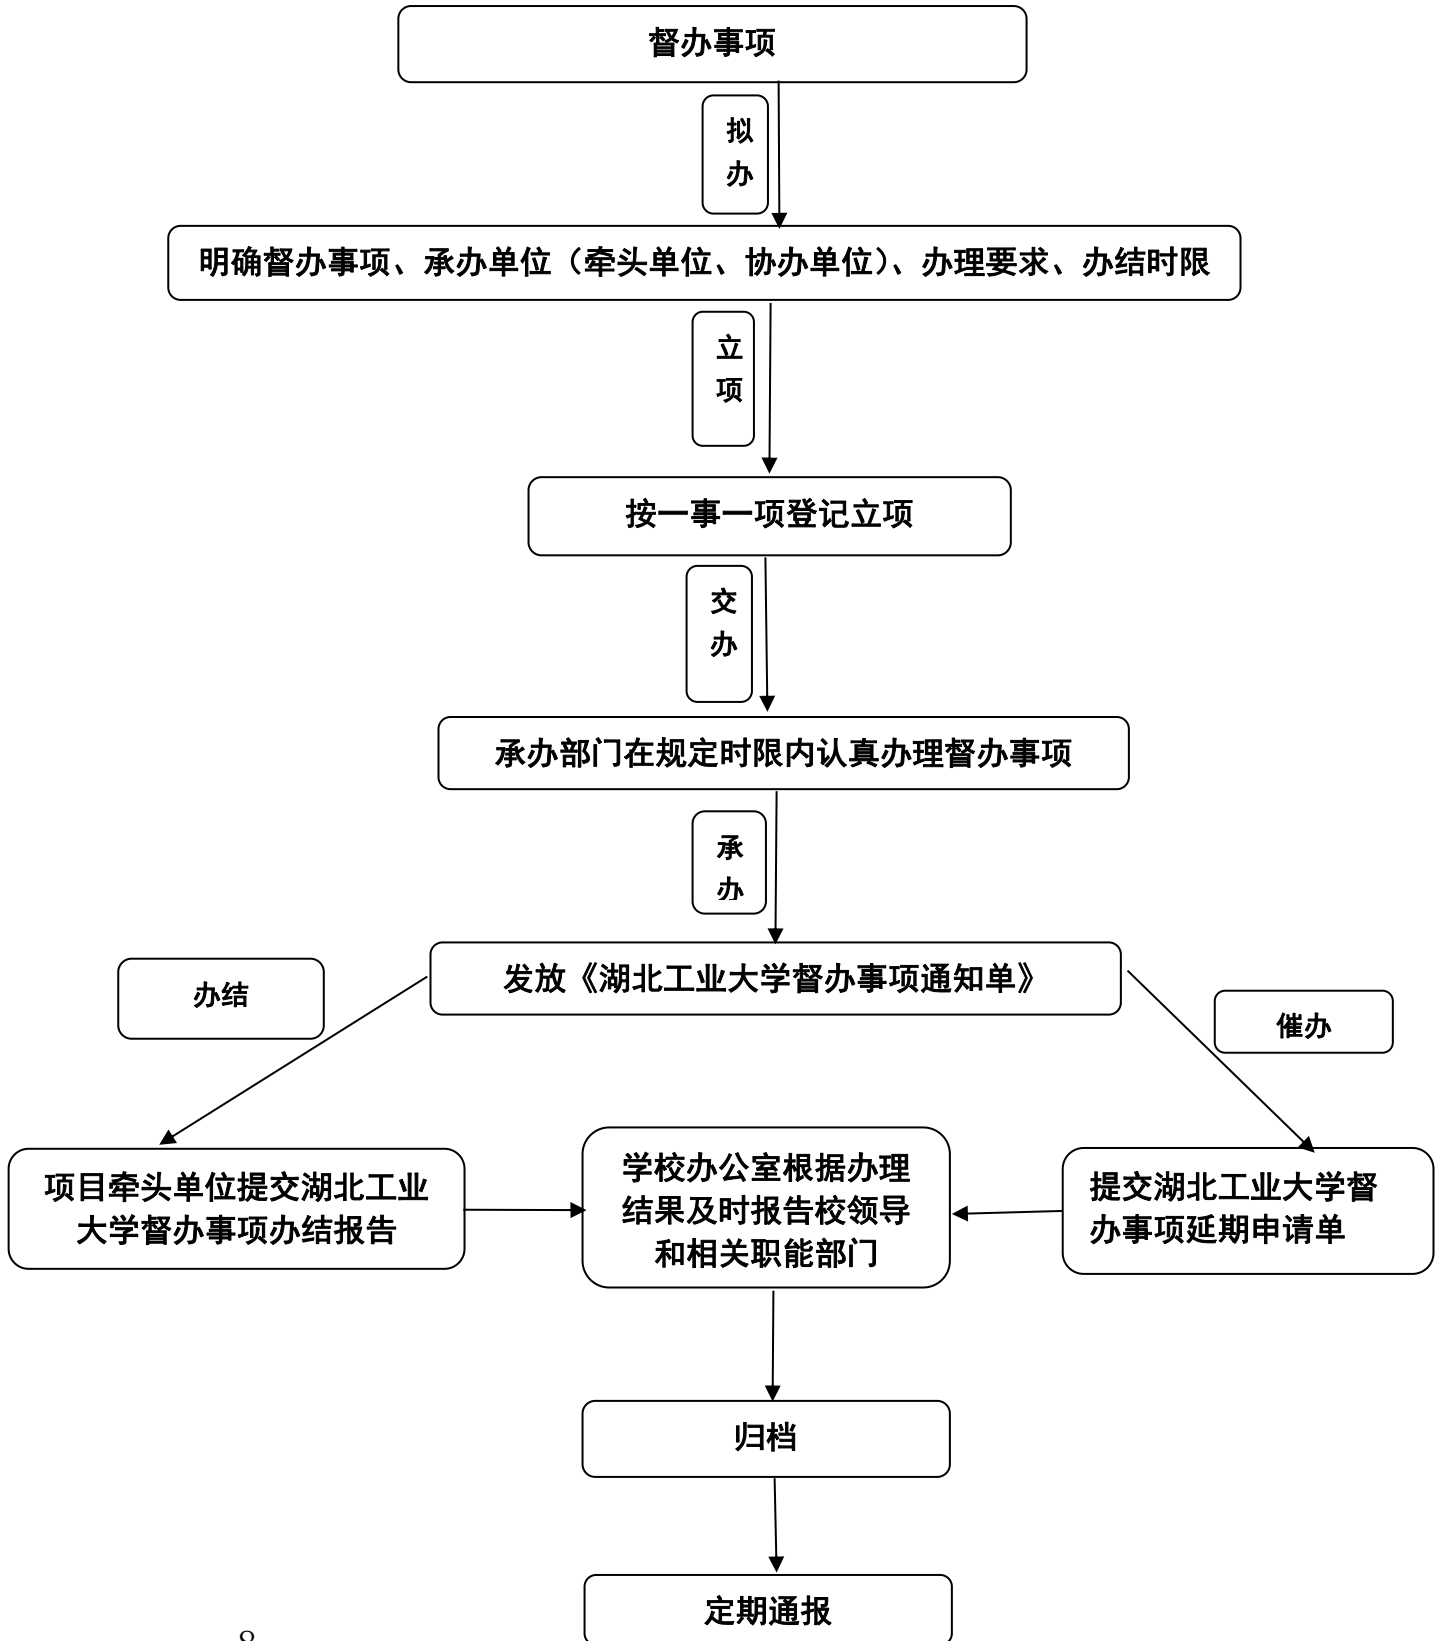 督办事项
拟
办
明确督办事项、承办单位（牵头单位、协办单位）、办理要求、办结时限
立
项
按一事一项登记立项
交
办
承办部门在规定时限内认真办理督办事项
承
办
发放《湖北工业大学督办事项通知单》
办结
催办
项目牵头单位提交湖北工业
大学督办事项办结报告
学校办公室根据办理
结果及时报告校领导
和相关职能部门
提交湖北工业大学督
办事项延期申请单
归档
定期通报